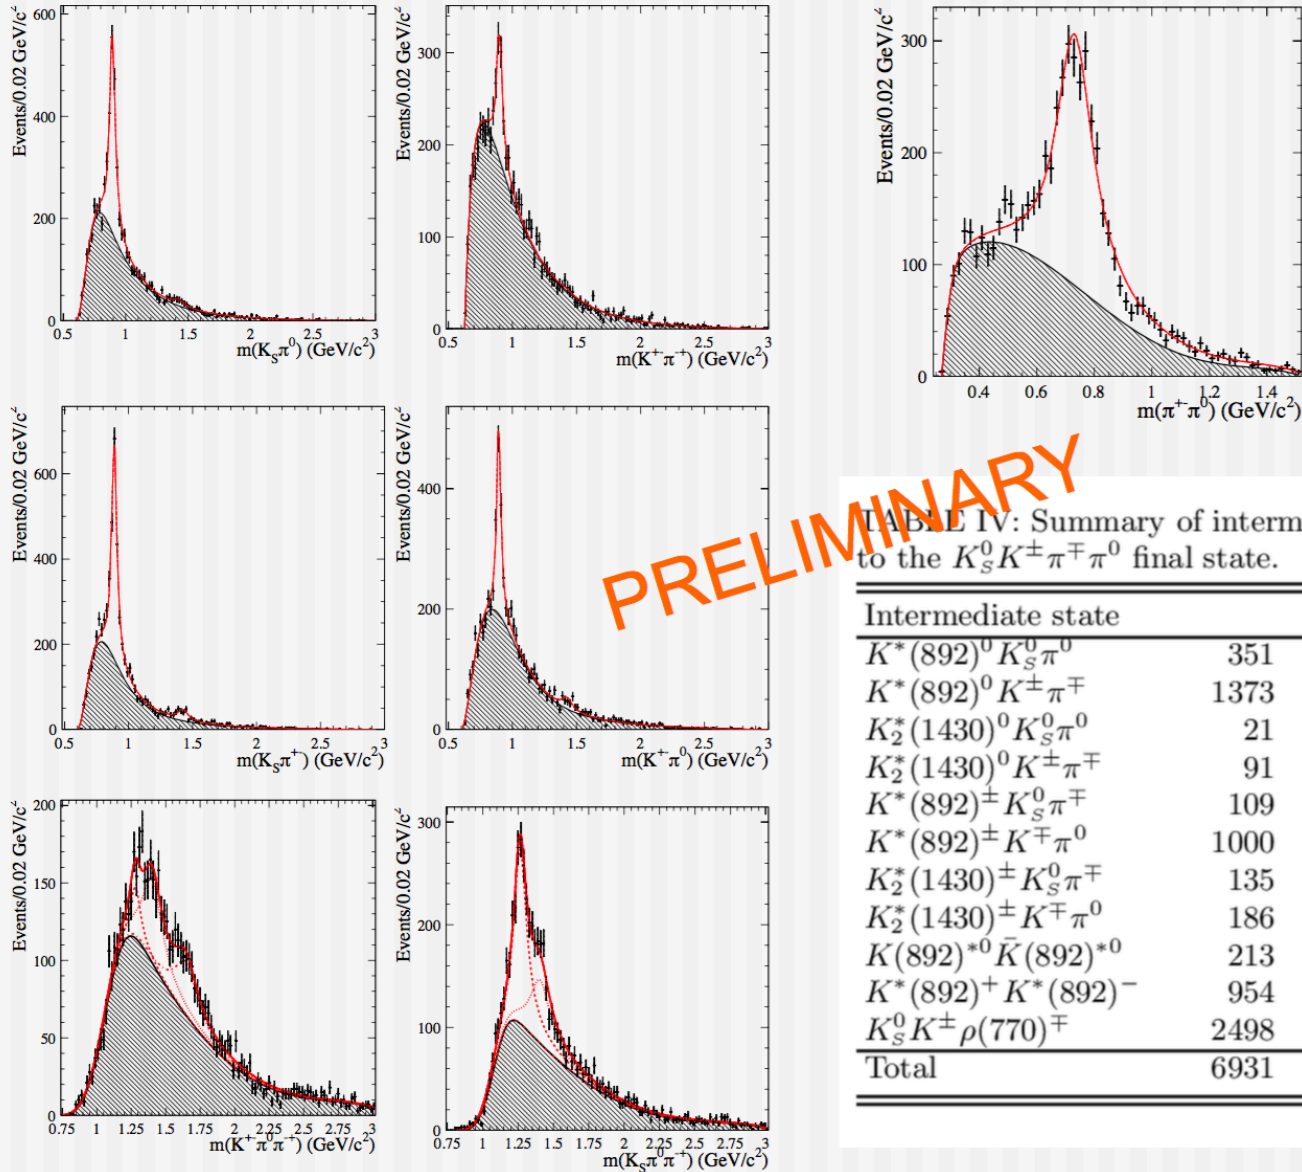 Events/0.02 GeV/c²
600
400
200
0
0.5 1 1.5 2 2.5 3
m(K_Sπ⁰) (GeV/c²)
Events/0.02 GeV/c²
300
200
100
0
0.5 1 1.5 2 2.5 3
m(K⁺π⁻⁺) (GeV/c²)
Events/0.02 GeV/c²
300
200
100
0
0.4 0.6 0.8 1 1.2 1.4
m(π⁺⁻π⁰) (GeV/c²)
Events/0.02 GeV/c²
600
400
200
0
0.5 1 1.5 2 2.5 3
m(K_Sπ⁺) (GeV/c²)
Events/0.02 GeV/c²
400
200
0
0.5 1 1.5 2 2.5 3
m(K⁺⁻π⁰) (GeV/c²)
Events/0.02 GeV/c²
200
150
100
50
0
0.75 1 1.25 1.5 1.75 2 2.25 2.5 2.75 3
m(K⁺⁻π⁰π⁻⁺) (GeV/c²)
Events/0.02 GeV/c²
300
200
100
0
0.75 1 1.25 1.5 1.75 2 2.25 2.5 2.75 3
m(K_Sπ⁰π⁻⁺) (GeV/c²)
PRELIMINARY
TABLE IV: Summary of interm
to the K_S⁰K±π∓π⁰ final state.
Intermediate state
K*(892)⁰K_S⁰π⁰ 351
K*(892)⁰K±π∓ 1373
K₂*(1430)⁰K_S⁰π⁰ 21
K₂*(1430)⁰K±π∓ 91
K*(892)±K_S⁰π∓ 109
K*(892)±K∓π⁰ 1000
K₂*(1430)±K_S⁰π∓ 135
K₂*(1430)±K∓π⁰ 186
K(892)*⁰K̄(892)*⁰ 213
K*(892)⁺K*(892)⁻ 954
K_S⁰K±ρ(770)∓ 2498
Total 6931